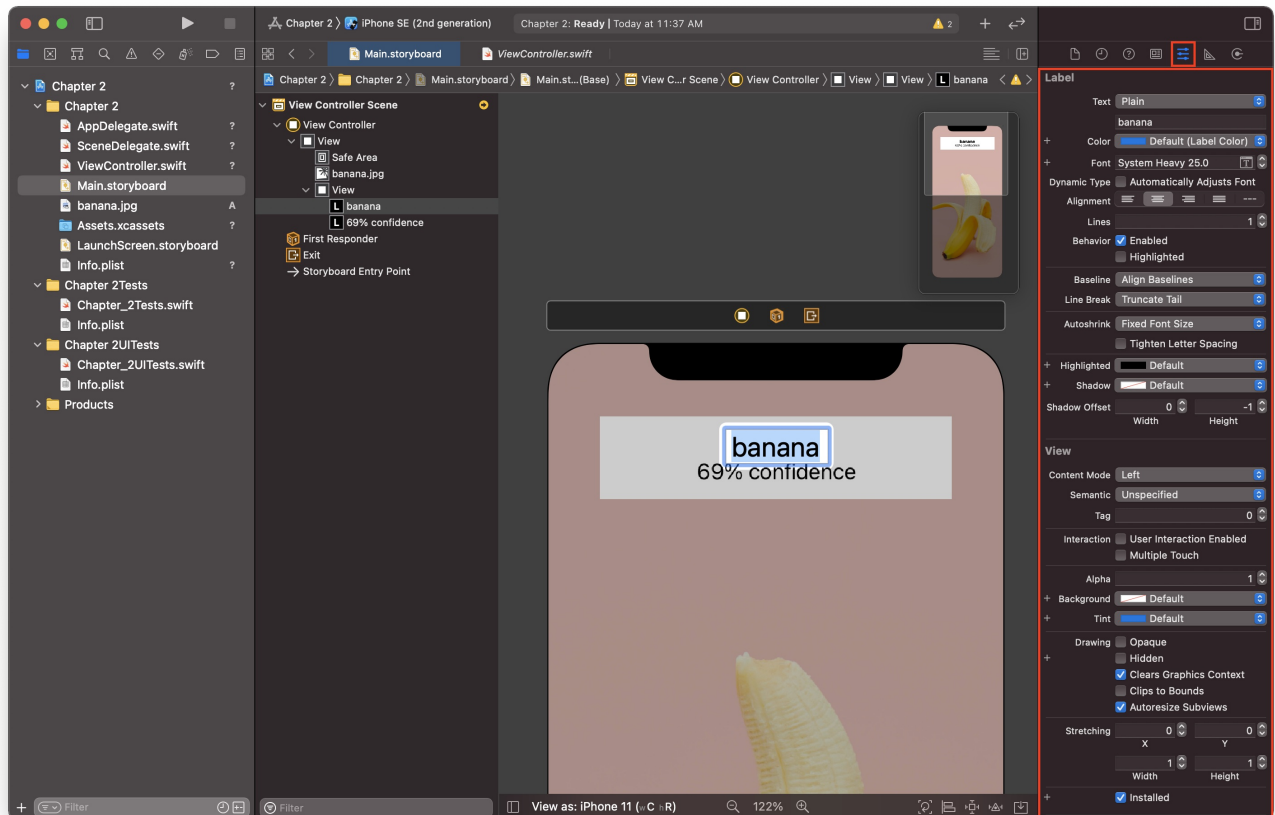 Chapter 2 〉 iPhone SE (2nd generation)
Chapter 2: Ready | Today at 11:37 AM
2
Main.storyboard
ViewController.swift
Chapter 2 〉 Chapter 2 〉 Main.storyboard 〉 Main.st...(Base) 〉 View C...r Scene 〉 View Controller 〉 View 〉 View 〉 L banana
Chapter 2 ?
Chapter 2
AppDelegate.swift ?
SceneDelegate.swift ?
ViewController.swift ?
Main.storyboard
banana.jpg A
Assets.xcassets ?
LaunchScreen.storyboard
Info.plist ?
Chapter 2Tests
Chapter_2Tests.swift
Info.plist
Chapter 2UITests
Chapter_2UITests.swift
Info.plist
Products
Filter
View Controller Scene
View Controller
View
Safe Area
banana.jpg
View
L banana
L 69% confidence
First Responder
Exit
Storyboard Entry Point
Filter
banana
69% confidence
banana
69% confidence
View as: iPhone 11 (wC hR)
122%
Label
Text Plain
banana
+ Color Default (Label Color)
+ Font System Heavy 25.0 T
Dynamic Type Automatically Adjusts Font
Alignment ---
Lines 1
Behavior Enabled
Highlighted
Baseline Align Baselines
Line Break Truncate Tail
Autoshrink Fixed Font Size
Tighten Letter Spacing
+ Highlighted Default
+ Shadow Default
Shadow Offset 0 -1
Width Height
View
Content Mode Left
Semantic Unspecified
Tag 0
Interaction User Interaction Enabled
Multiple Touch
Alpha 1
+ Background Default
+ Tint Default
Drawing Opaque
+ Hidden
Clears Graphics Context
Clips to Bounds
Autoresize Subviews
Stretching 0 0
X Y
1 1
Width Height
+ Installed